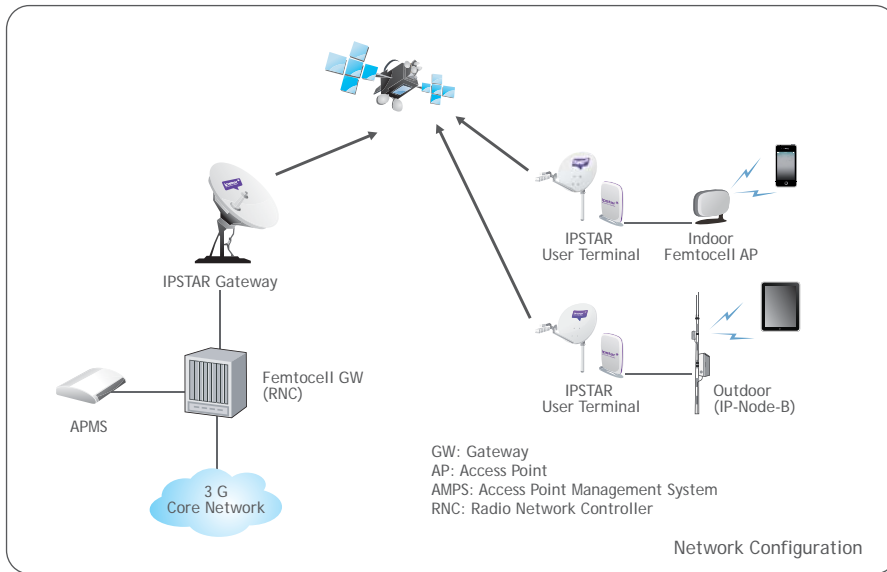 IPSTAR Gateway
IPSTAR
User Terminal
Indoor
Femtocell AP
IPSTAR
User Terminal
Outdoor
(IP-Node-B)
Femtocell GW
(RNC)
APMS
3 G
Core Network
GW: Gateway
AP: Access Point
AMPS: Access Point Management System
RNC: Radio Network Controller
Network Configuration